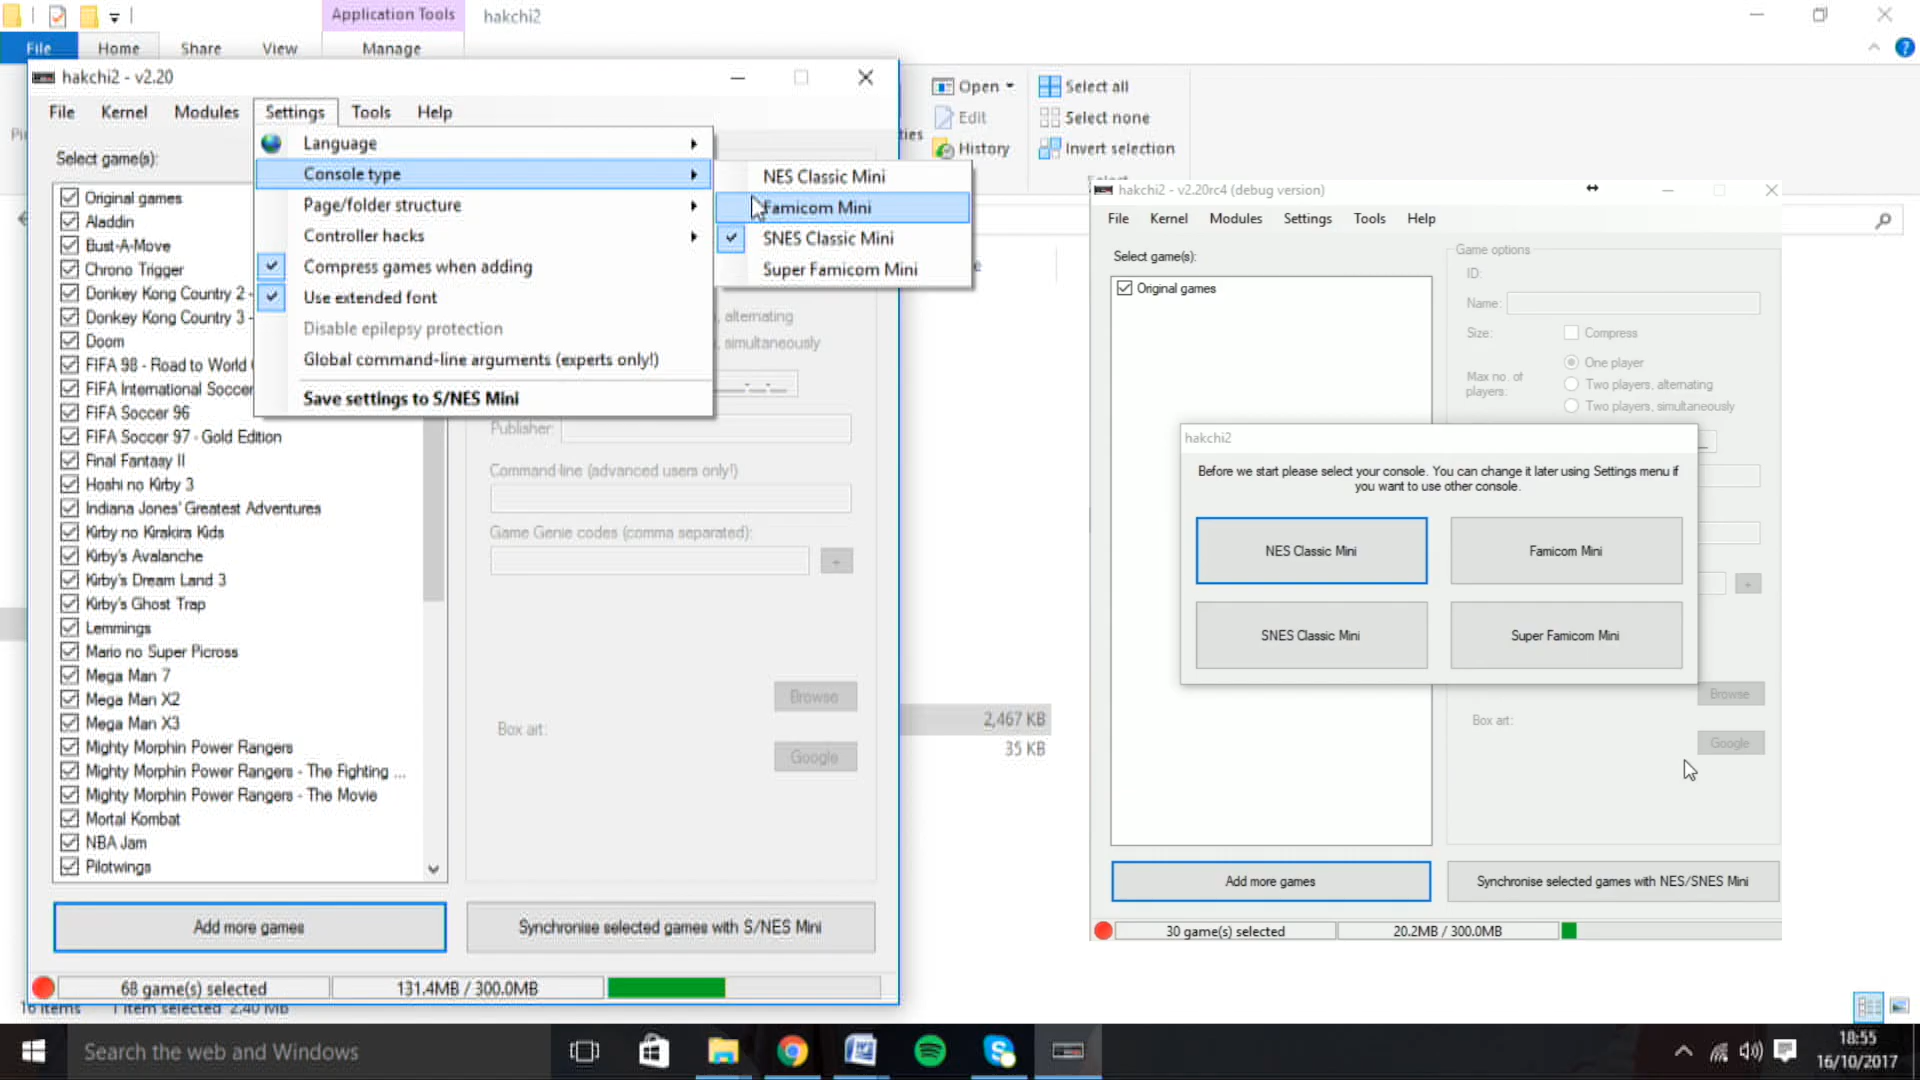 Application Tools
hakchi2
File
Home
Share
View
Manage
hakchi2 - v2.20
File
Kernel
Modules
Settings
Tools
Help
Select game(s):
Original games
Aladdin
Bust-A-Move
Chrono Trigger
Donkey Kong Country 2 -
Donkey Kong Country 3 -
Doom
FIFA 98 - Road to World
FIFA International Soccer
FIFA Soccer 96
FIFA Soccer 97 - Gold Edition
Final Fantasy II
Hoshi no Kirby 3
Indiana Jones' Greatest Adventures
Kirby no Kirakira Kids
Kirby's Avalanche
Kirby's Dream Land 3
Kirby's Ghost Trap
Lemmings
Mario no Super Picross
Mega Man 7
Mega Man X2
Mega Man X3
Mighty Morphin Power Rangers
Mighty Morphin Power Rangers - The Fighting ...
Mighty Morphin Power Rangers - The Movie
Mortal Kombat
NBA Jam
Pilotwings
Language
Console type
Page/folder structure
Controller hacks
Compress games when adding
Use extended font
Disable epilepsy protection
Global command-line arguments (experts only!)
Save settings to S/NES Mini
NES Classic Mini
Famicom Mini
SNES Classic Mini
Super Famicom Mini
, alternating
, simultaneously
Publisher:
Command-line (advanced users only!)
Game Genie codes (comma separated):
+
Browse
Box art:
Google
Add more games
Synchronise selected games with S/NES Mini
68 game(s) selected
131.4MB / 300.0MB
16 items
1 item selected 2.40 MB
Open
Edit
History
Select all
Select none
Invert selection
Select
2,467 KB
35 KB
hakchi2 - v2.20rc4 (debug version)
File
Kernel
Modules
Settings
Tools
Help
Select game(s):
Original games
Game options
ID:
Name:
Size:
Compress
Max no. of
players:
One player
Two players, alternating
Two players, simultaneously
hakchi2
Before we start please select your console. You can change it later using Settings menu if
you want to use other console.
NES Classic Mini
Famicom Mini
SNES Classic Mini
Super Famicom Mini
+
Browse
Box art:
Google
Add more games
Synchronise selected games with NES/SNES Mini
30 game(s) selected
20.2MB / 300.0MB
Search the web and Windows
18:55
16/10/2017